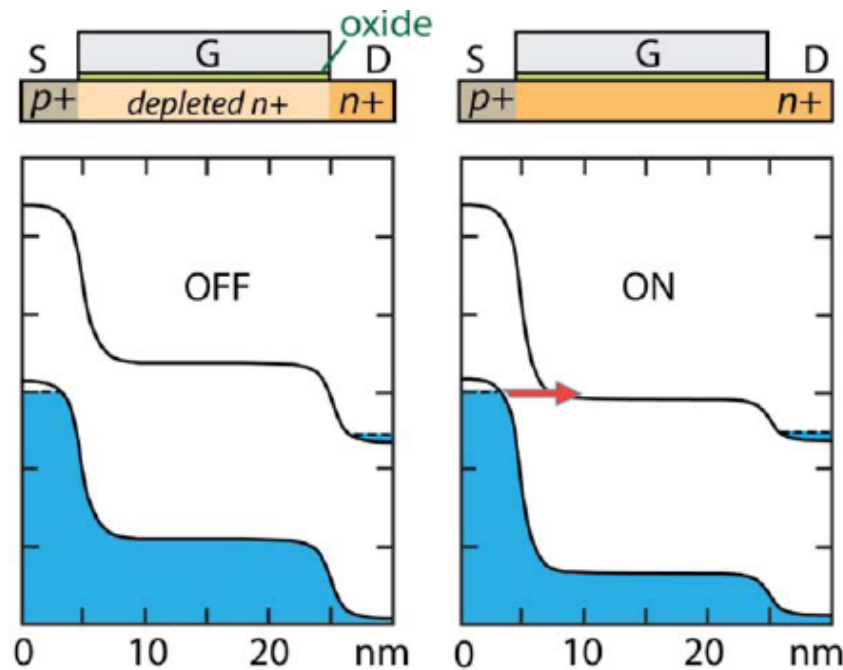 oxide
S G D
p+ depleted n+ n+
S G D
p+ n+
OFF
ON
0 10 20 nm
0 10 20 nm